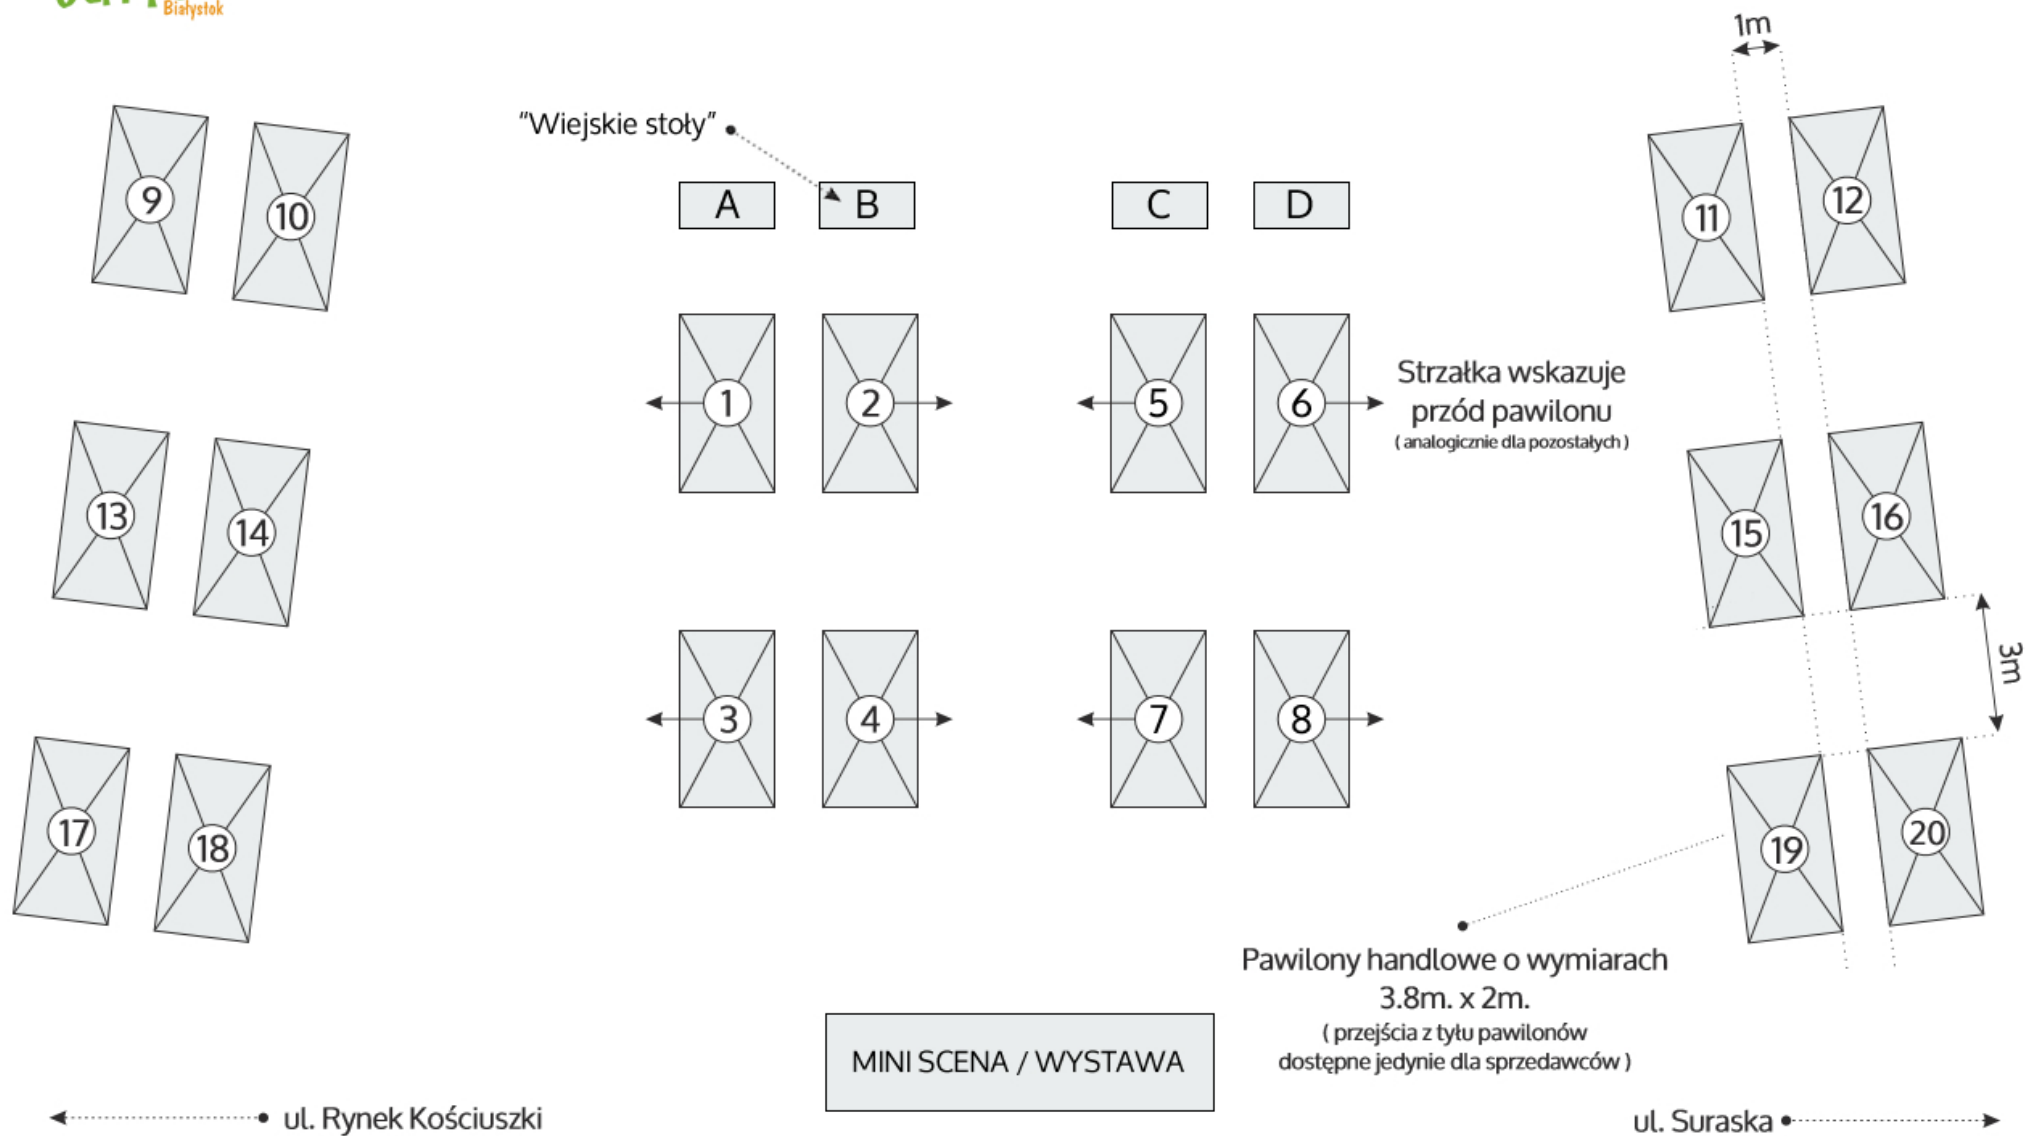 Białystok
1m
"Wiejskie stoły"
A B C D
9 10 11 12
1 2 5 6
Strzałka wskazuje
przód pawilonu
( analogicznie dla pozostałych )
13 14 15 16
3m
3 4 7 8
17 18 19 20
Pawilony handlowe o wymiarach
3.8m. x 2m.
( przejścia z tyłu pawilonów
dostępne jedynie dla sprzedawców )
MINI SCENA / WYSTAWA
ul. Rynek Kościuszki
ul. Suraska